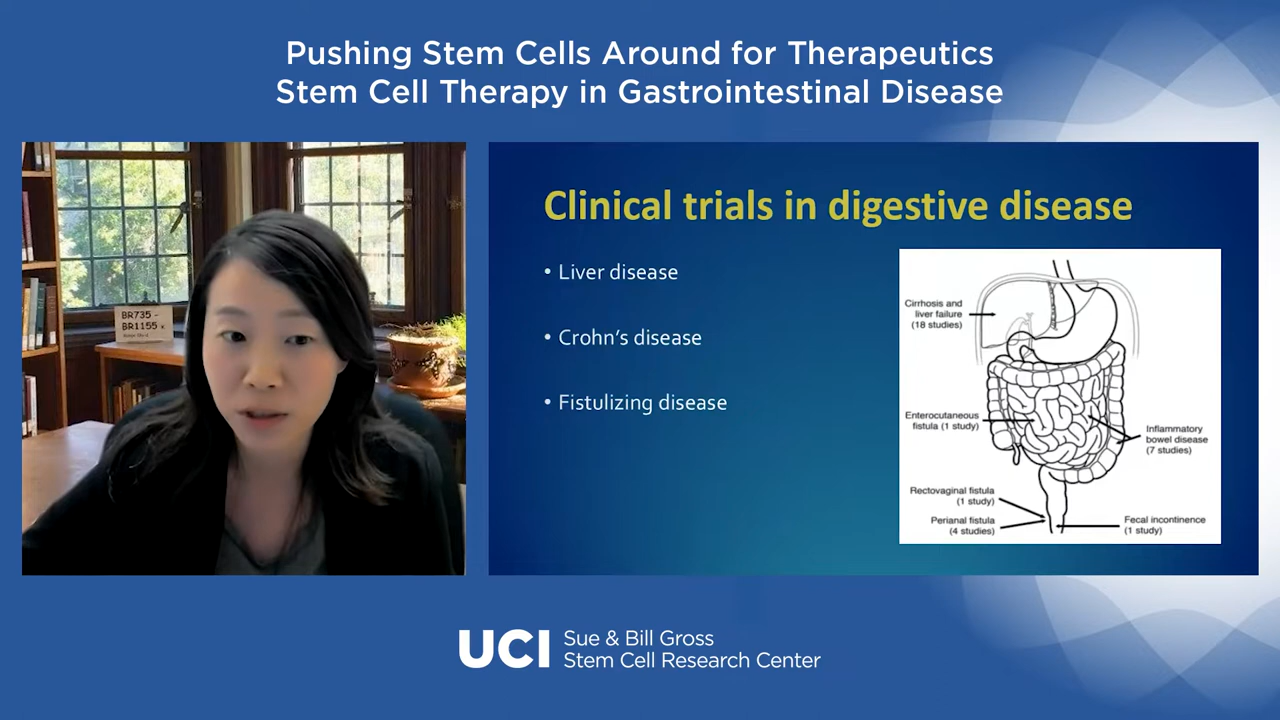 Pushing Stem Cells Around for Therapeutics
Stem Cell Therapy in Gastrointestinal Disease
BR735 -
BR1155
Clinical trials in digestive disease
• Liver disease
• Crohn's disease
• Fistulizing disease
Cirrhosis and
liver failure
(18 studies)
Enterocutaneous
fistula (1 study)
Inflammatory
bowel disease
(7 studies)
Rectovaginal fistula
(1 study)
Perianal fistula
(4 studies)
Fecal incontinence
(1 study)
UCI
Sue & Bill Gross
Stem Cell Research Center